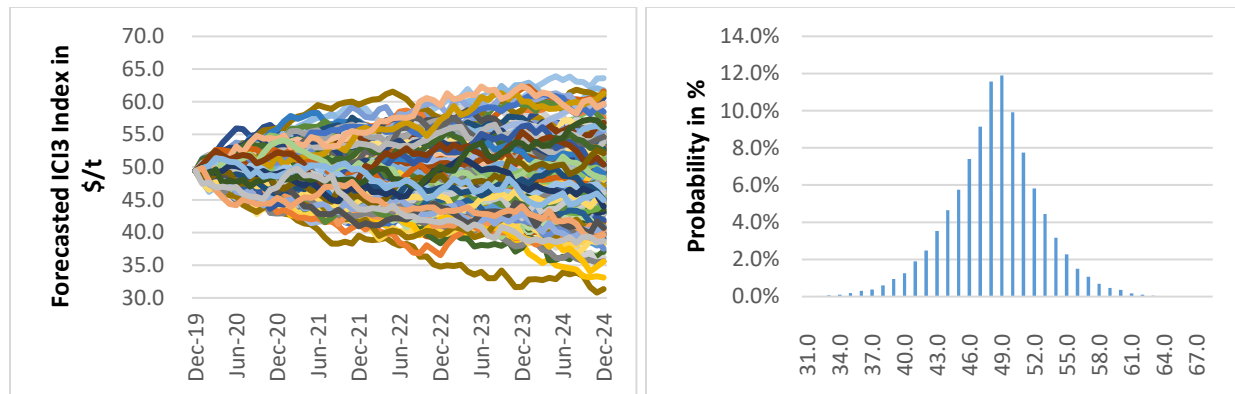 Forecasted ICI3 Index in
$/t
70.0
65.0
60.0
55.0
50.0
45.0
40.0
35.0
30.0
Dec-19
Jun-20
Dec-20
Jun-21
Dec-21
Jun-22
Dec-22
Jun-23
Dec-23
Jun-24
Dec-24
Probability in %
14.0%
12.0%
10.0%
8.0%
6.0%
4.0%
2.0%
0.0%
31.0
34.0
37.0
40.0
43.0
46.0
49.0
52.0
55.0
58.0
61.0
64.0
67.0